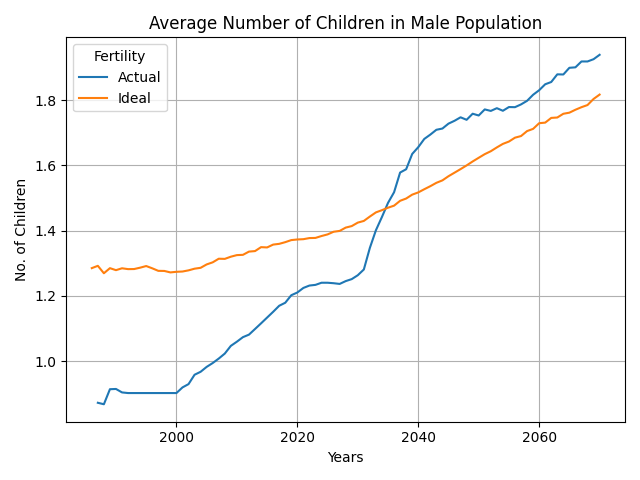 Average Number of Children in Male Population
Fertility
Actual
Ideal
No. of Children
1.8
1.6
1.4
1.2
1.0
2000
2020
2040
2060
Years